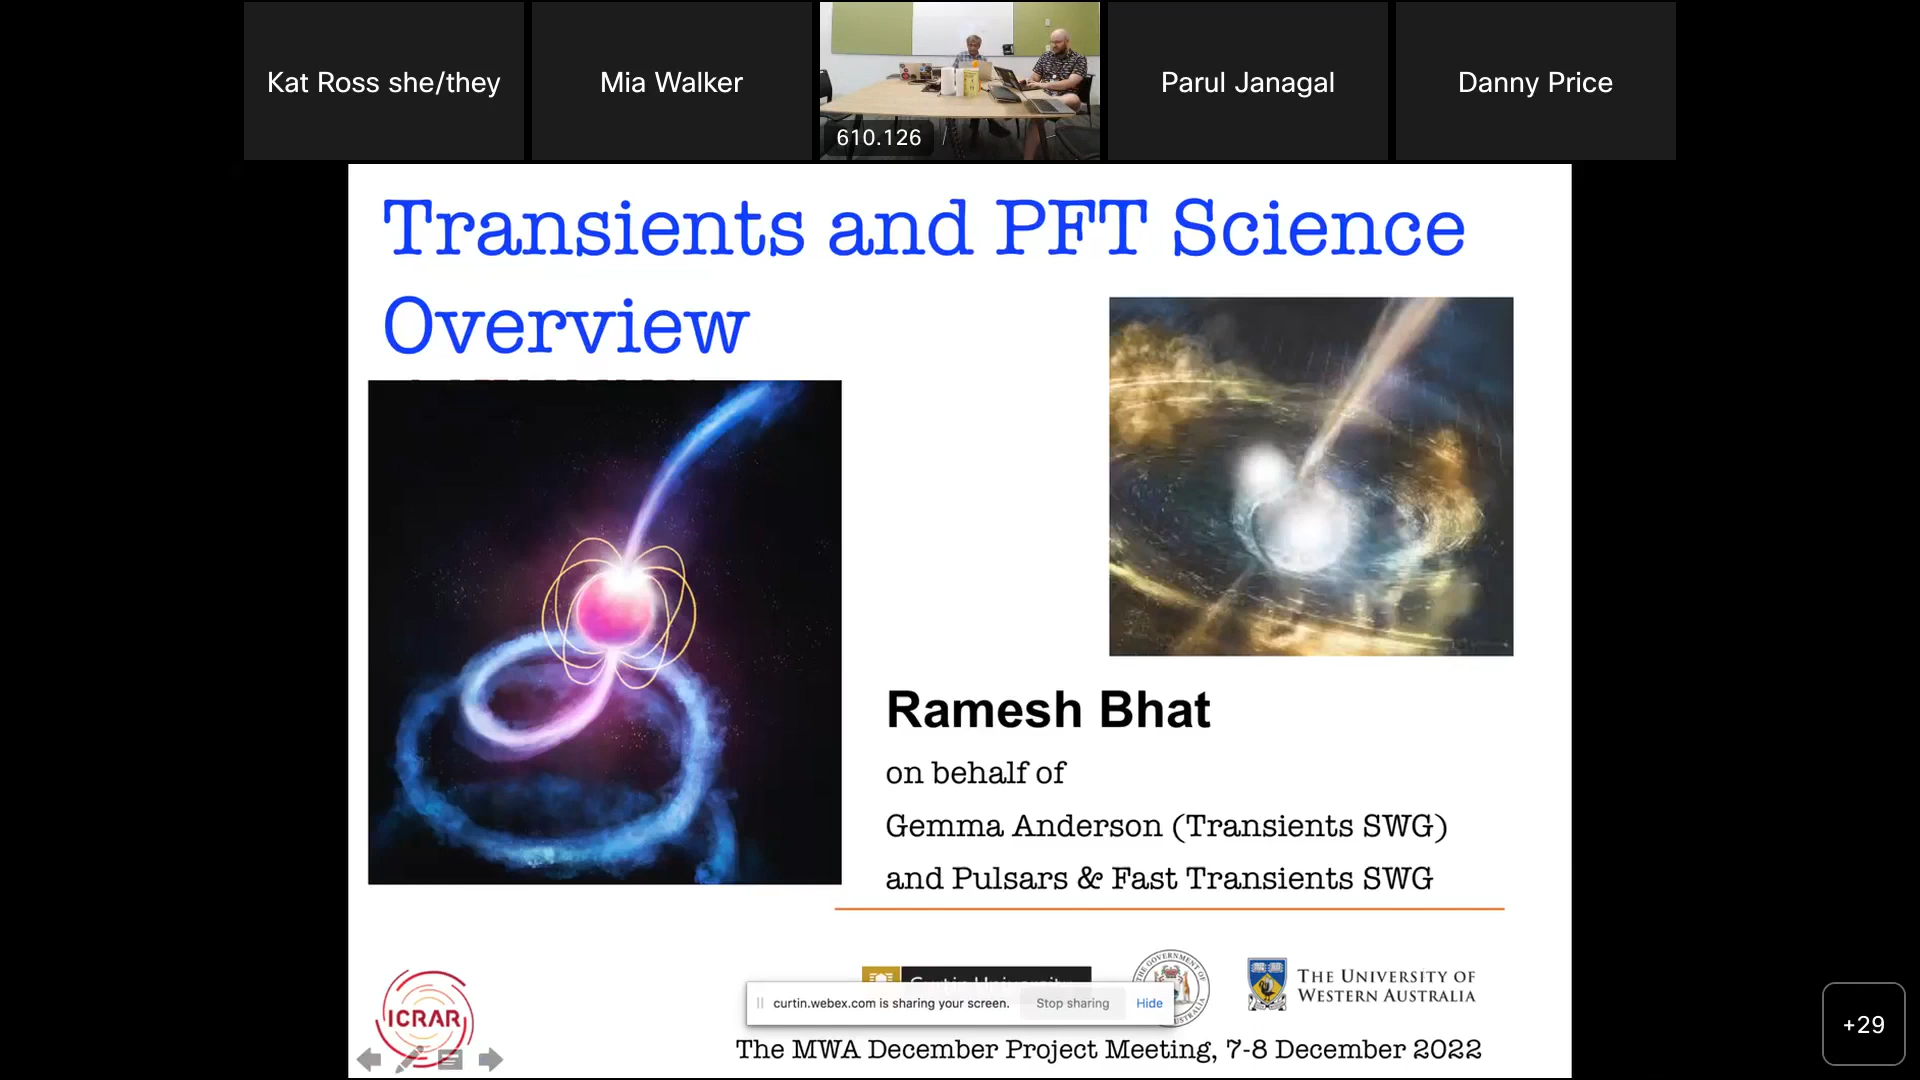 Kat Ross she/they
Mia Walker
610.126
Parul Janagal
Danny Price
Transients and PFT Science
Overview
Ramesh Bhat
on behalf of
Gemma Anderson (Transients SWG)
and Pulsars & Fast Transients SWG
ICRAR
THE UNIVERSITY OF
WESTERN AUSTRALIA
curtin.webex.com is sharing your screen.
Stop sharing
Hide
+29
The MWA December Project Meeting, 7-8 December 2022